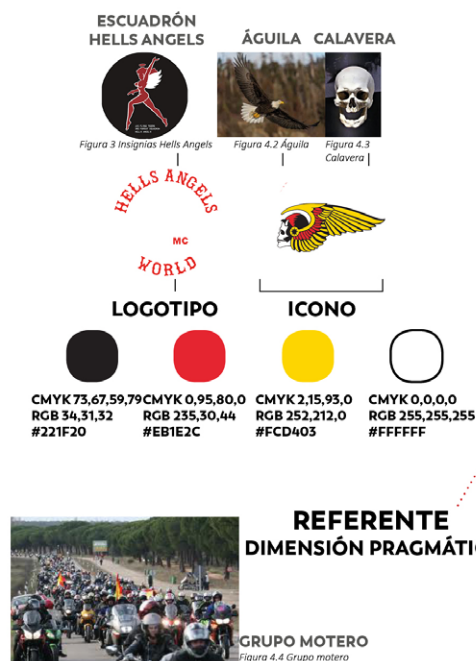 ESCUADRÓN
HELLS ANGELS
ÁGUILA
CALAVERA
Figura 3 Insignias Hells Angels
Figura 4.2 Águila
Figura 4.3
Calavera
HELLS ANGELS
MC
WORLD
LOGOTIPO
ICONO
CMYK 73,67,59,79
RGB 34,31,32
#221F20
CMYK 0,95,80,0
RGB 235,30,44
#EB1E2C
CMYK 2,15,93,0
RGB 252,212,0
#FCD403
CMYK 0,0,0,0
RGB 255,255,255
#FFFFFF
REFERENTE
DIMENSIÓN PRAGMÁTIC
GRUPO MOTERO
Figura 4.4 Grupo motero